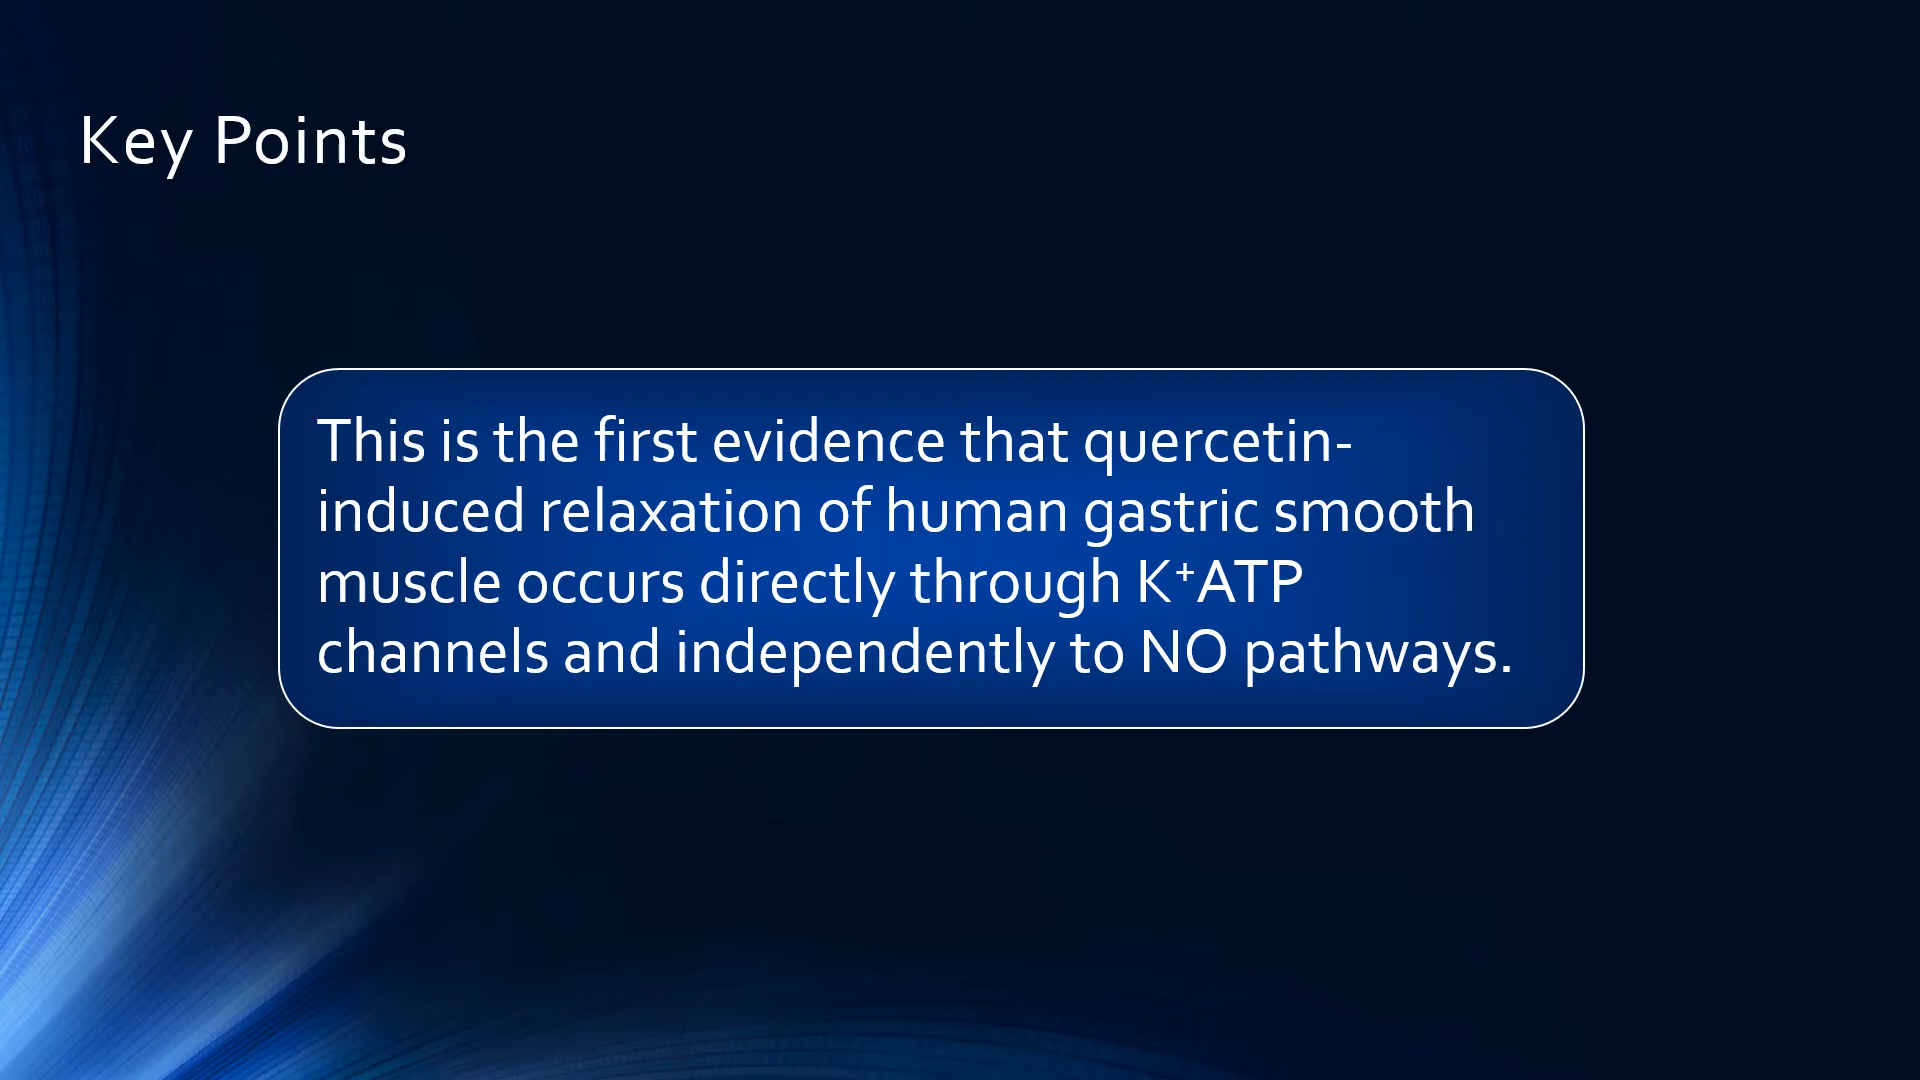 Key Points
This is the first evidence that quercetin-
induced relaxation of human gastric smooth
muscle occurs directly through K⁺ATP
channels and independently to NO pathways.